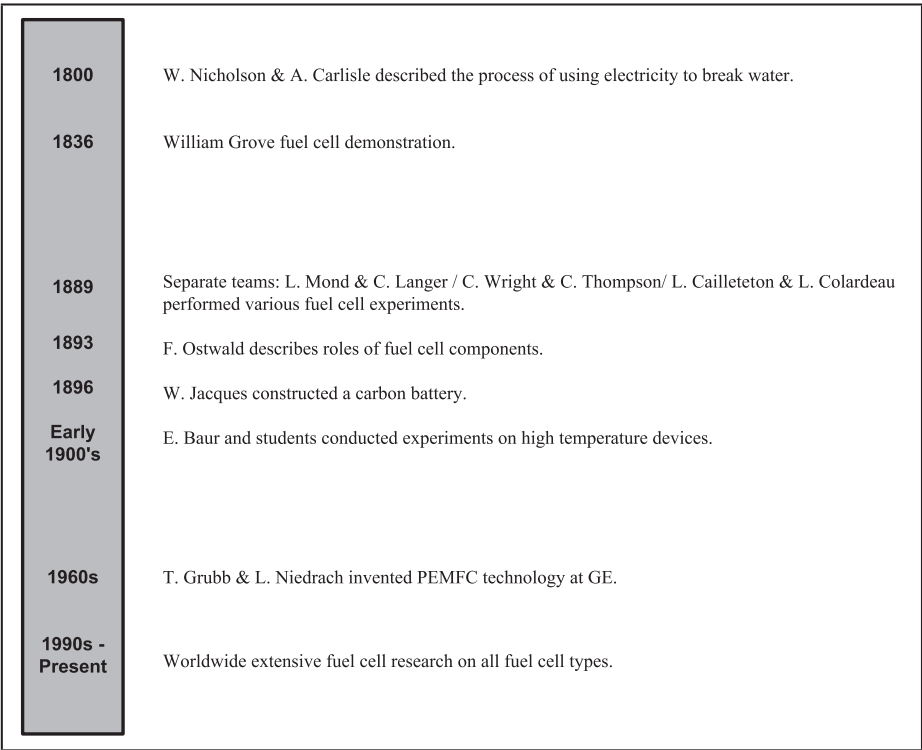 1800 W. Nicholson & A. Carlisle described the process of using electricity to break water.
1836 William Grove fuel cell demonstration.
1889 Separate teams: L. Mond & C. Langer / C. Wright & C. Thompson/ L. Cailleteton & L. Colardeau
performed various fuel cell experiments.
1893 F. Ostwald describes roles of fuel cell components.
1896 W. Jacques constructed a carbon battery.
Early
1900's
E. Baur and students conducted experiments on high temperature devices.
1960s T. Grubb & L. Niedrach invented PEMFC technology at GE.
1990s -
Present
Worldwide extensive fuel cell research on all fuel cell types.